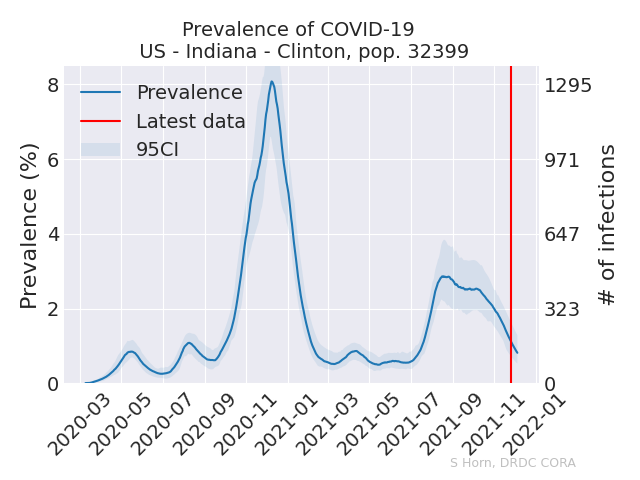 Prevalence of COVID-19
US - Indiana - Clinton, pop. 32399
Prevalence
Latest data
95CI
Prevalence (%)
8
6
4
2
0
# of infections
1295
971
647
323
0
2020-03
2020-05
2020-07
2020-09
2020-11
2021-01
2021-03
2021-05
2021-07
2021-09
2021-11
2022-01
S Horn, DRDC CORA